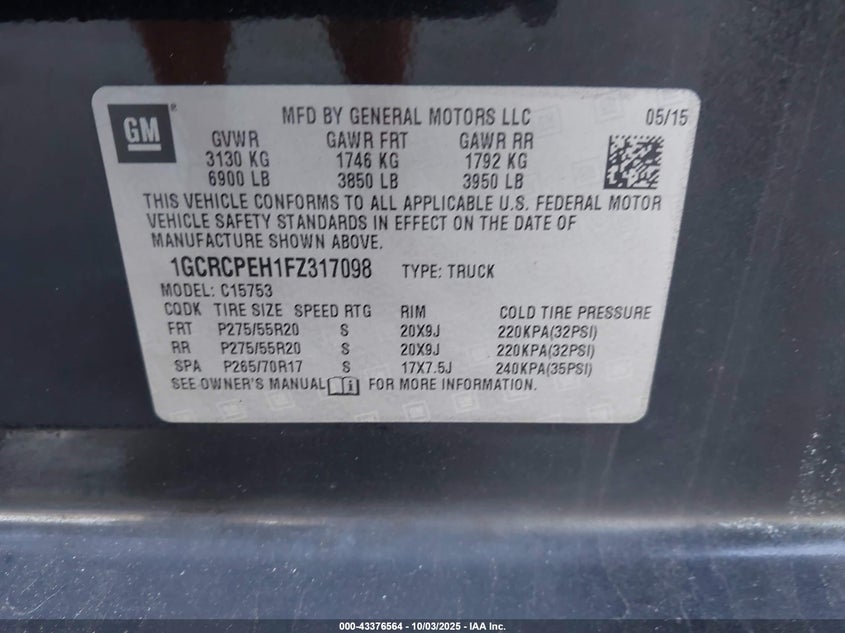 GM ®
MFD BY GENERAL MOTORS LLC 05/15
GVWR GAWR FRT GAWR RR
3130 KG 1746 KG 1792 KG
6900 LB 3850 LB 3950 LB
THIS VEHICLE CONFORMS TO ALL APPLICABLE U.S. FEDERAL MOTOR
VEHICLE SAFETY STANDARDS IN EFFECT ON THE DATE OF
MANUFACTURE SHOWN ABOVE.
1GCRCPEH1FZ317098 TYPE: TRUCK
MODEL: C15753
CQDK TIRE SIZE SPEED RTG RIM COLD TIRE PRESSURE
FRT P275/55R20 S 20X9J 220KPA(32PSI)
RR P275/55R20 S 20X9J 220KPA(32PSI)
SPA P265/70R17 S 17X7.5J 240KPA(35PSI)
SEE OWNER'S MANUAL FOR MORE INFORMATION.
000-43376564 | 10/03/2025 - IAA Inc.